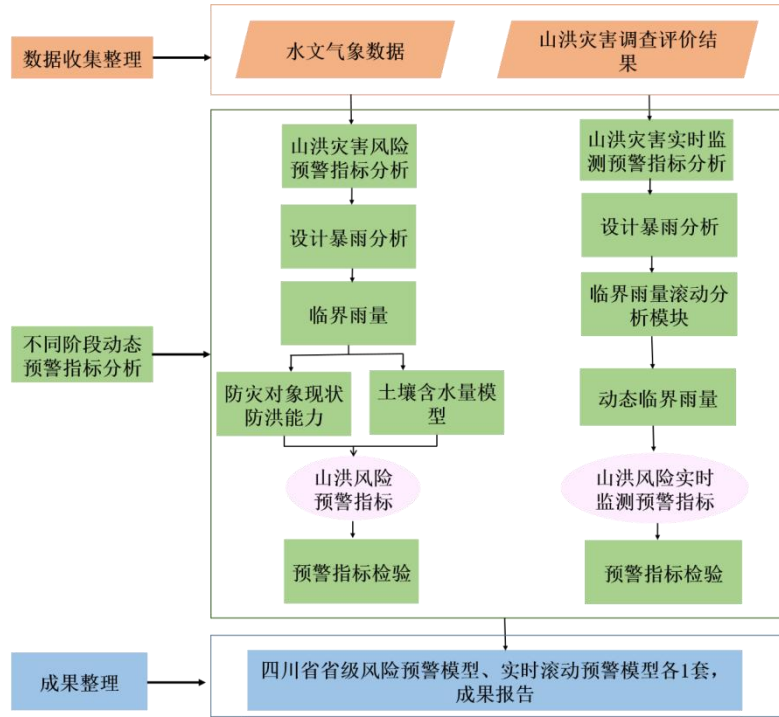 数据收集整理
水文气象数据
山洪灾害调查评价结
果
不同阶段动态
预警指标分析
山洪灾害风险
预警指标分析
设计暴雨分析
临界雨量
防灾对象现状
防洪能力
土壤含水量模
型
山洪风险
预警指标
预警指标检验
山洪灾害实时监
测预警指标分析
设计暴雨分析
临界雨量滚动分
析模块
动态临界雨量
山洪风险实时
监测预警指标
预警指标检验
成果整理
四川省省级风险预警模型、实时滚动预警模型各1套，
成果报告